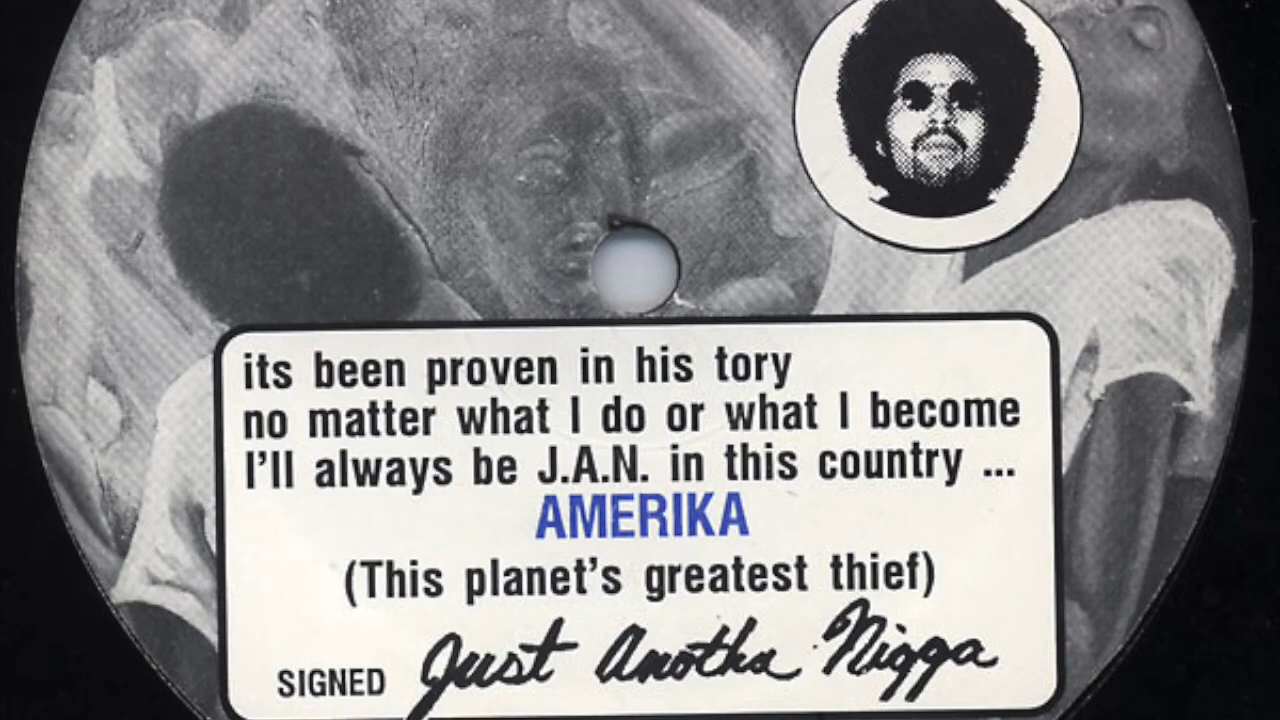 its been proven in his tory
no matter what I do or what I become
I'll always be J.A.N. in this country ...
AMERIKA
(This planet's greatest thief)
SIGNED Just Anotha Nigga